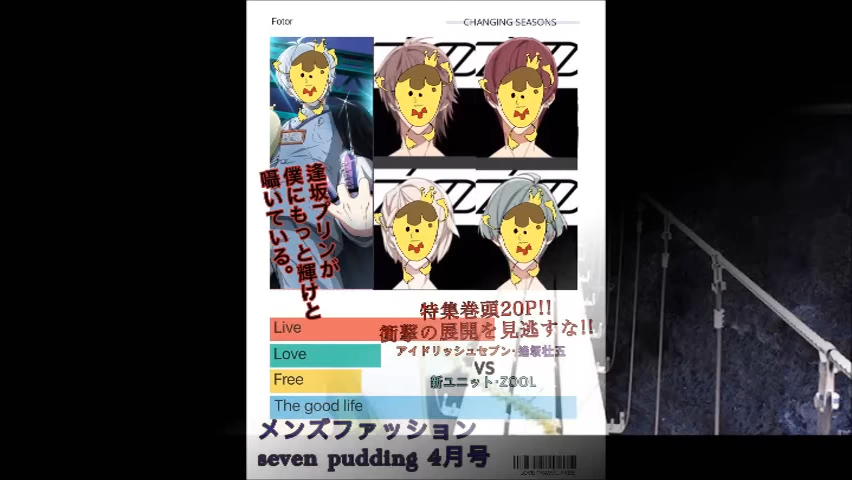 Fotor
CHANGING SEASONS
逢坂プリンが
僕にもっと輝けと
囁いている。
特集巻頭20P!!
衝撃の展開を見逃すな!!
アイドリッシュセブン・逢坂壮五
VS
新ユニット・ZOOL
Live
Love
Free
The good life
メンズファッション
seven pudding 4月号